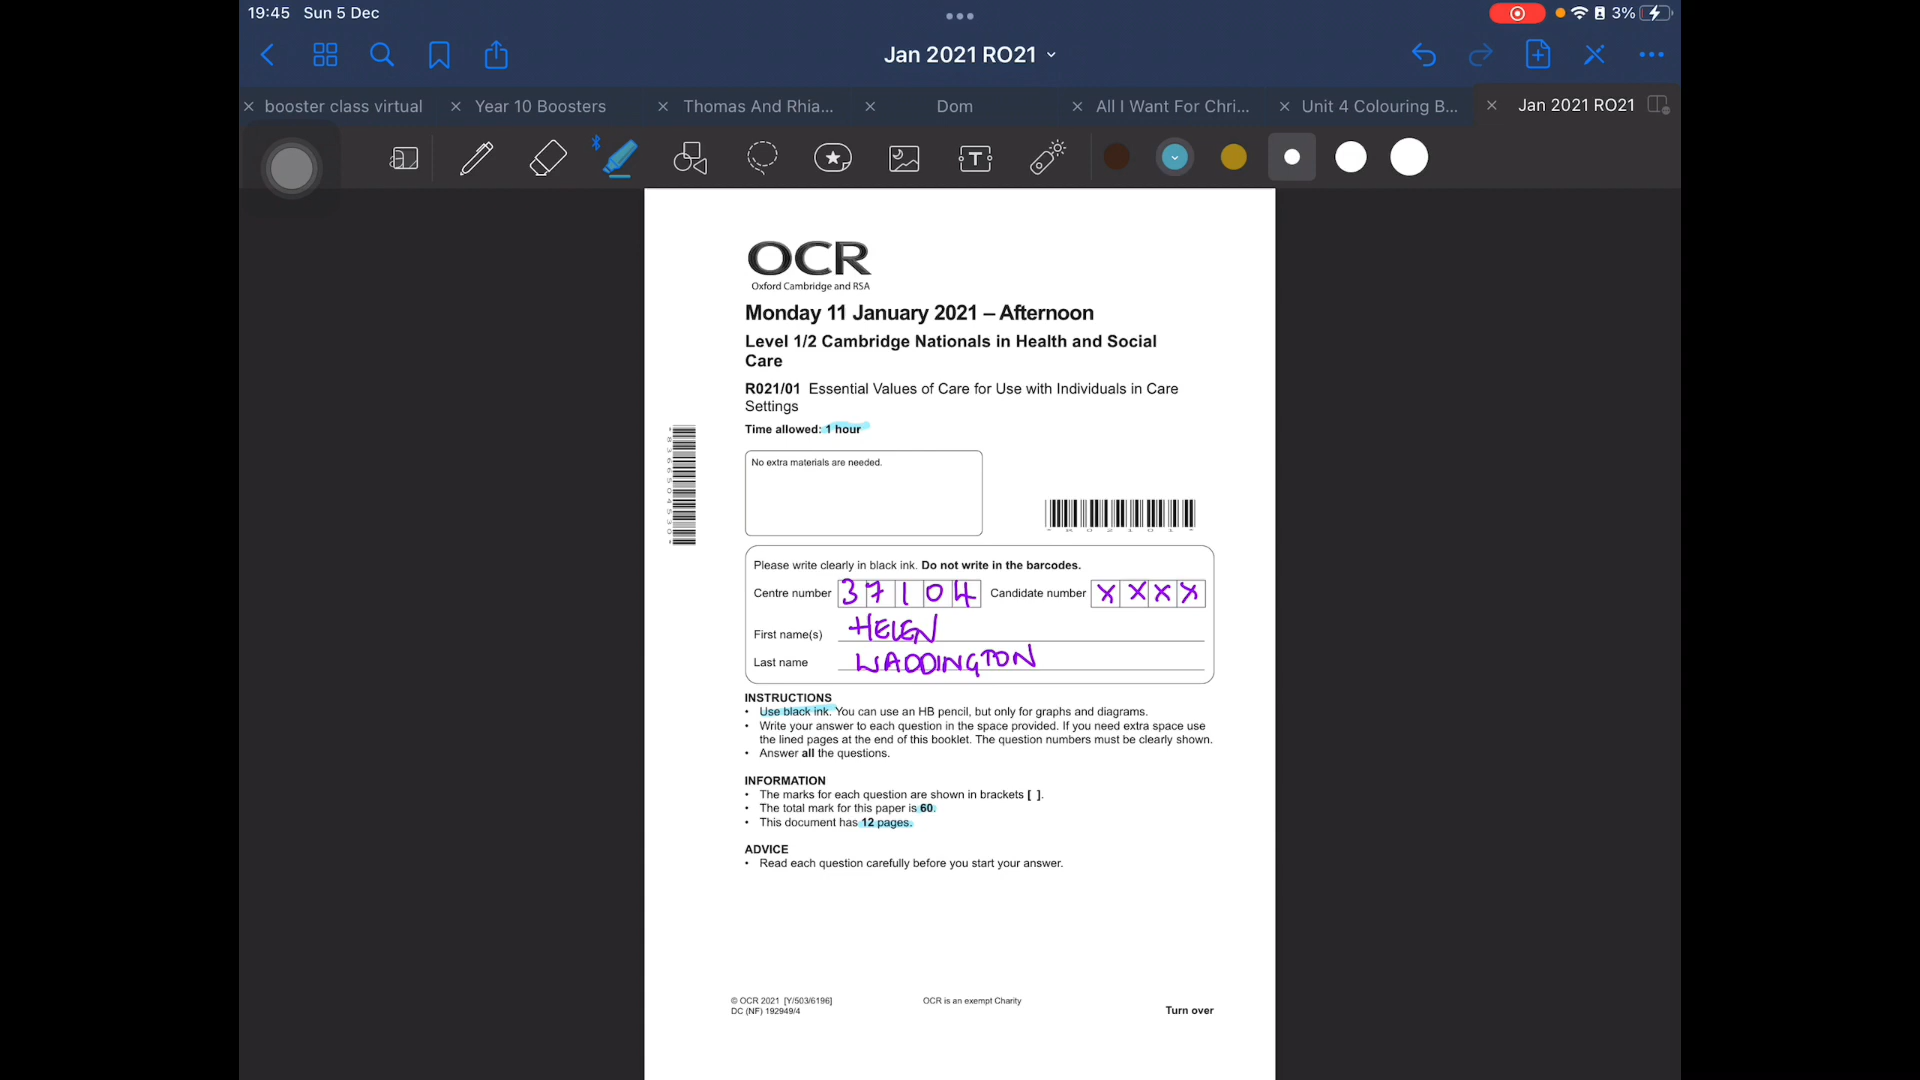 19:45 Sun 5 Dec
3%
Jan 2021 RO21
booster class virtual
Year 10 Boosters
Thomas And Rhia...
Dom
All I Want For Chri...
Unit 4 Colouring B...
Jan 2021 RO21
OCR
Oxford Cambridge and RSA
Monday 11 January 2021 – Afternoon
Level 1/2 Cambridge Nationals in Health and Social
Care
R021/01 Essential Values of Care for Use with Individuals in Care
Settings
Time allowed: 1 hour
No extra materials are needed.
* R 0 2 1 0 1 *
Please write clearly in black ink. Do not write in the barcodes.
Centre number 3 7 1 0 4 Candidate number X X X X
First name(s) HELEN
Last name WADDINGTON
INSTRUCTIONS
• Use black ink. You can use an HB pencil, but only for graphs and diagrams.
• Write your answer to each question in the space provided. If you need extra space use
the lined pages at the end of this booklet. The question numbers must be clearly shown.
• Answer all the questions.
INFORMATION
• The marks for each question are shown in brackets [ ].
• The total mark for this paper is 60.
• This document has 12 pages.
ADVICE
• Read each question carefully before you start your answer.
© OCR 2021 [Y/503/6196]
DC (NF) 192949/4
OCR is an exempt Charity
Turn over